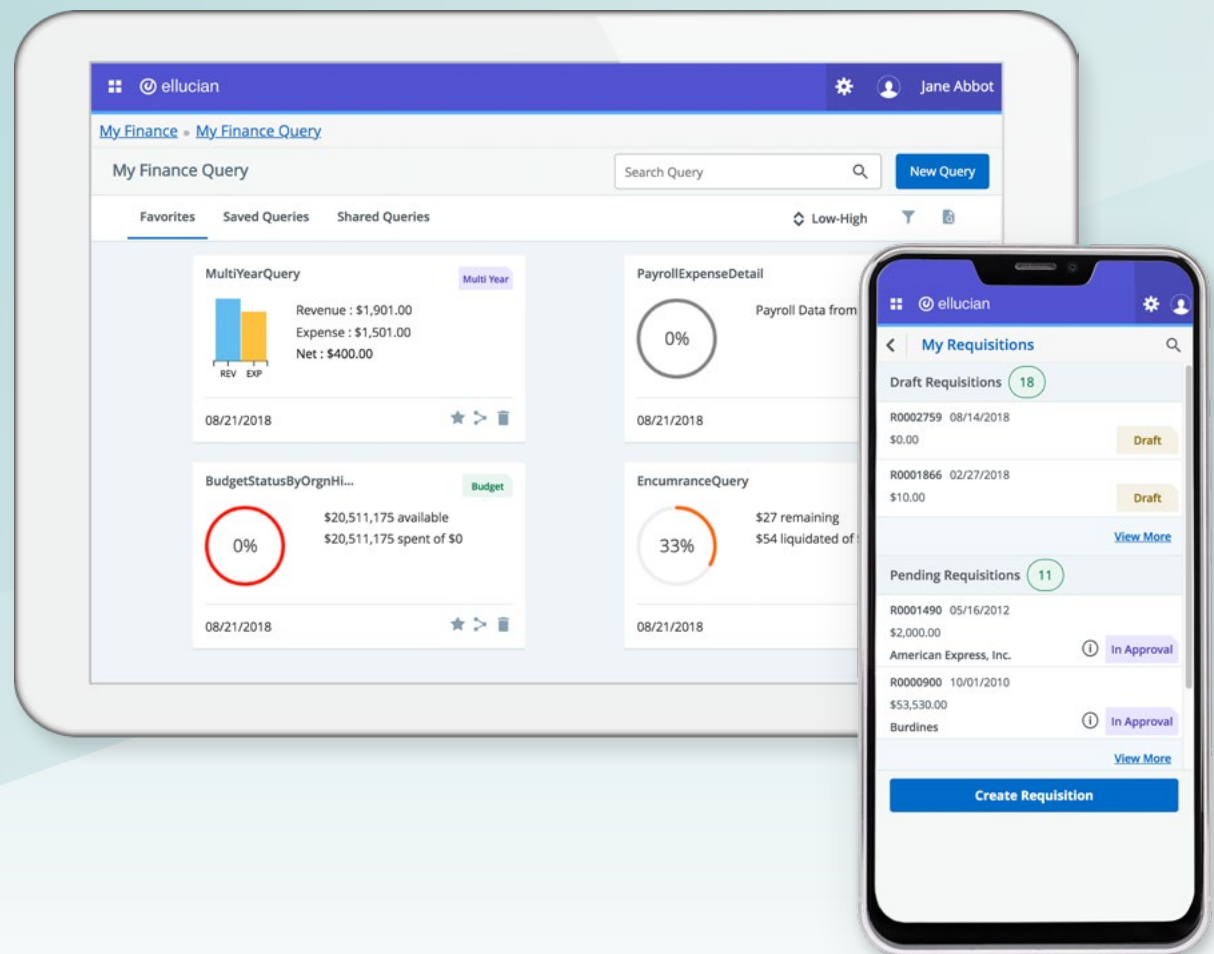 ellucian
Jane Abbot
My Finance • My Finance Query
My Finance Query
Search Query
New Query
Favorites Saved Queries Shared Queries
Low-High
MultiYearQuery
Multi Year
Revenue : $1,901.00
Expense : $1,501.00
Net : $400.00
REV EXP
08/21/2018
PayrollExpenseDetail
0%
Payroll Data from
08/21/2018
BudgetStatusByOrgnHi...
Budget
0%
$20,511,175 available
$20,511,175 spent of $0
08/21/2018
EncumranceQuery
33%
$27 remaining
$54 liquidated of
08/21/2018
ellucian
My Requisitions
Draft Requisitions 18
R0002759 08/14/2018
$0.00
Draft
R0001866 02/27/2018
$10.00
Draft
View More
Pending Requisitions 11
R0001490 05/16/2012
$2,000.00
American Express, Inc.
In Approval
R0000900 10/01/2010
$53,530.00
Burdines
In Approval
View More
Create Requisition